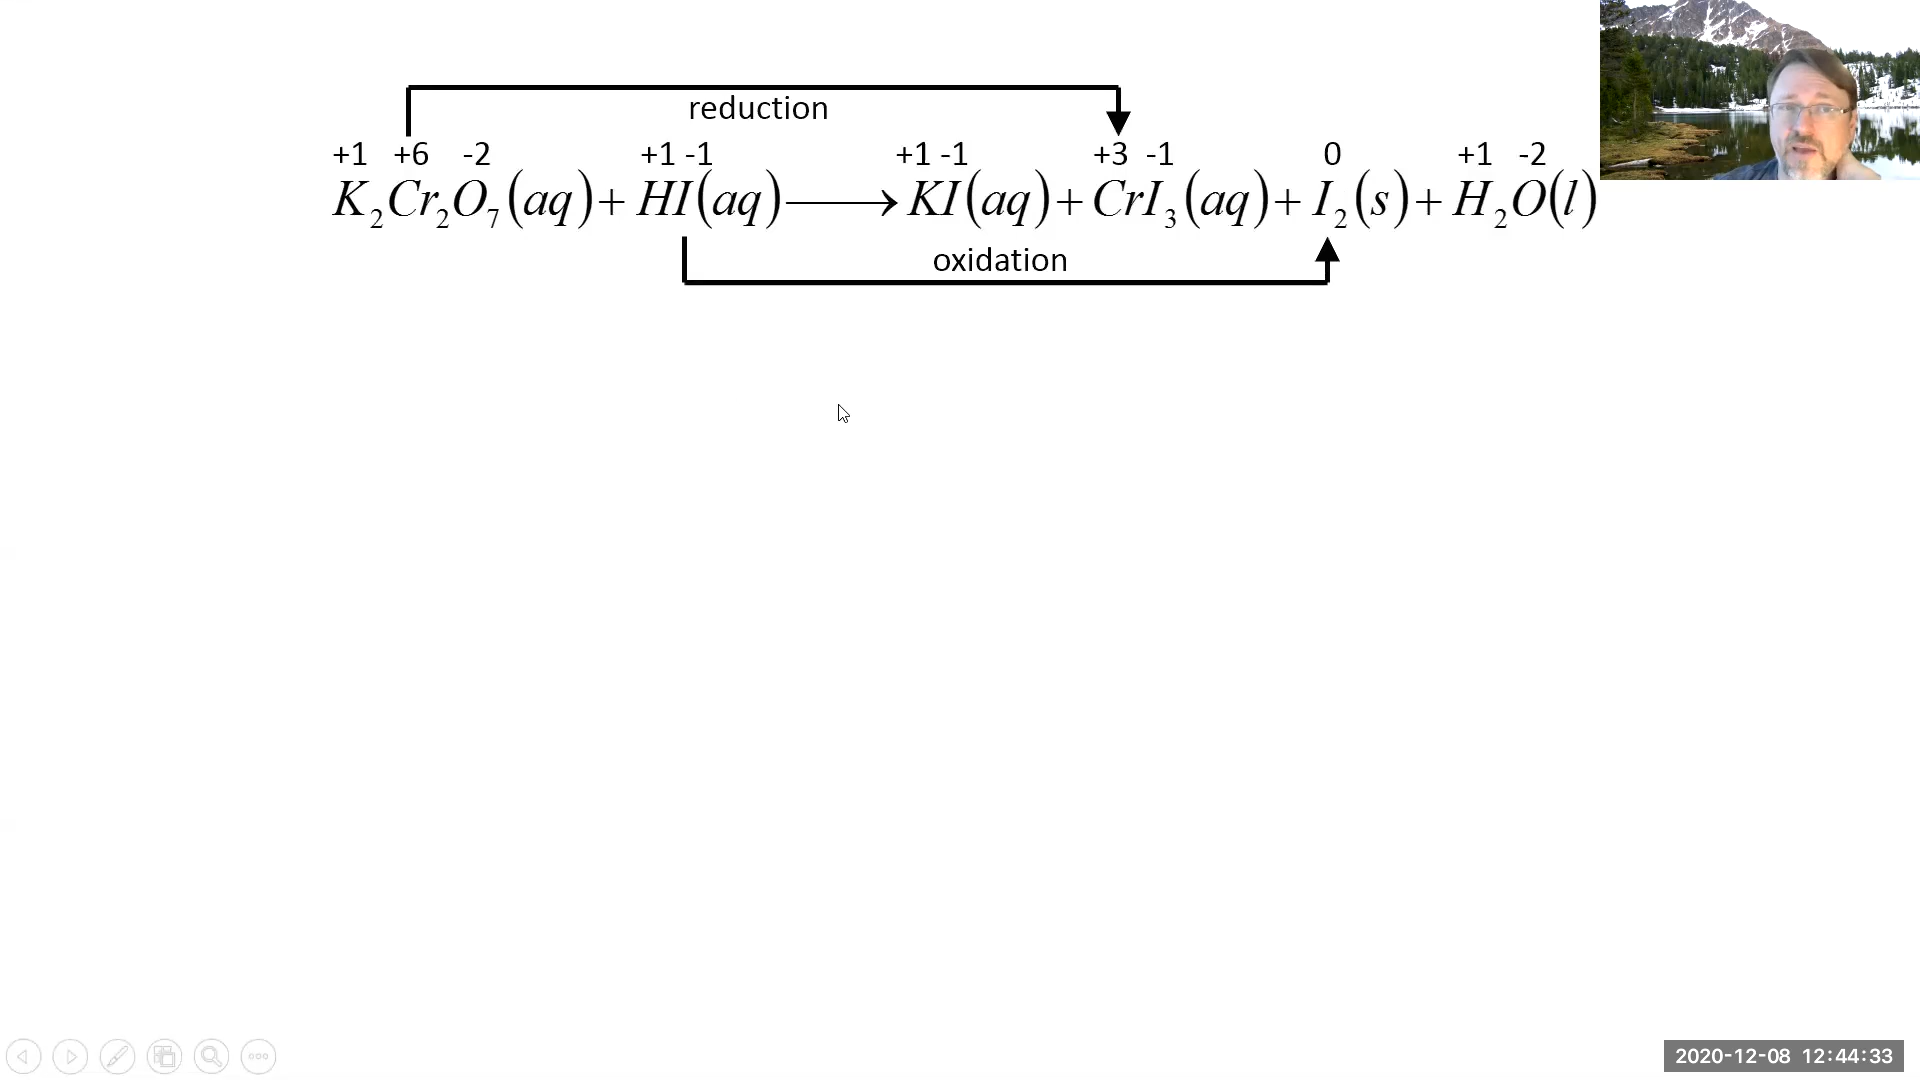 reduction
+1 +6 -2 +1 -1 +1 -1 +3 -1 0 +1 -2
K₂Cr₂O₇(aq)+HI(aq)⟶KI(aq)+CrI₃(aq)+I₂(s)+H₂O(l)
oxidation
2020-12-08 12:44:33